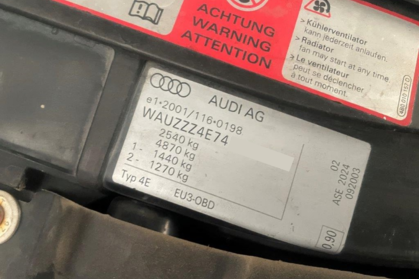 ACHTUNG
WARNING
ATTENTION
> Kühlerventilator
kann jederzeit anlaufen.
> Radiator
fan may start at any time.
> Le ventilateur
peut se déclencher
à tout moment.
AUDI AG
e1*2001/116*0198
WAUZZZ4E74
2540 kg
4870 kg
1- 1440 kg
2- 1270 kg
Typ 4E
EU3-OBD
02
ASE 2024
092003
0.90